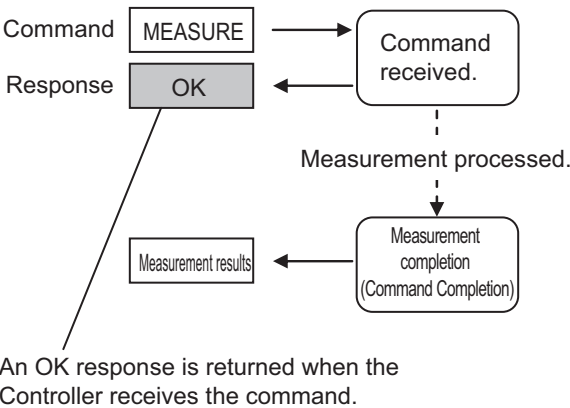 Command MEASURE
Command
received.
Response OK
Measurement processed.
Measurement
completion
(Command Completion)
Measurement results
An OK response is returned when the
Controller receives the command.